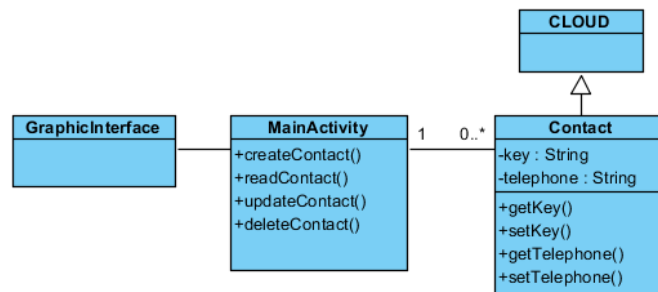 CLOUD
GraphicInterface
MainActivity
+createContact()
+readContact()
+updateContact()
+deleteContact()
1
0..*
Contact
-key : String
-telephone : String
+getKey()
+setKey()
+getTelephone()
+setTelephone()